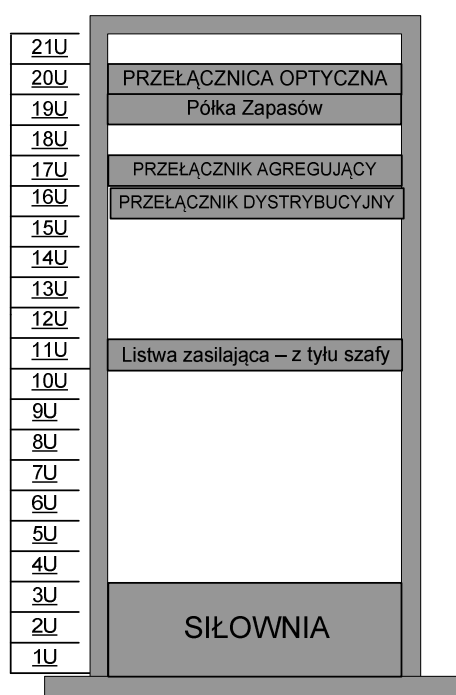 21U
20U PRZEŁĄCZNICA OPTYCZNA
19U Półka Zapasów
18U
17U PRZEŁĄCZNIK AGREGUJĄCY
16U PRZEŁĄCZNIK DYSTRYBUCYJNY
15U
14U
13U
12U
11U Listwa zasilająca – z tyłu szafy
10U
9U
8U
7U
6U
5U
4U
3U
2U SIŁOWNIA
1U